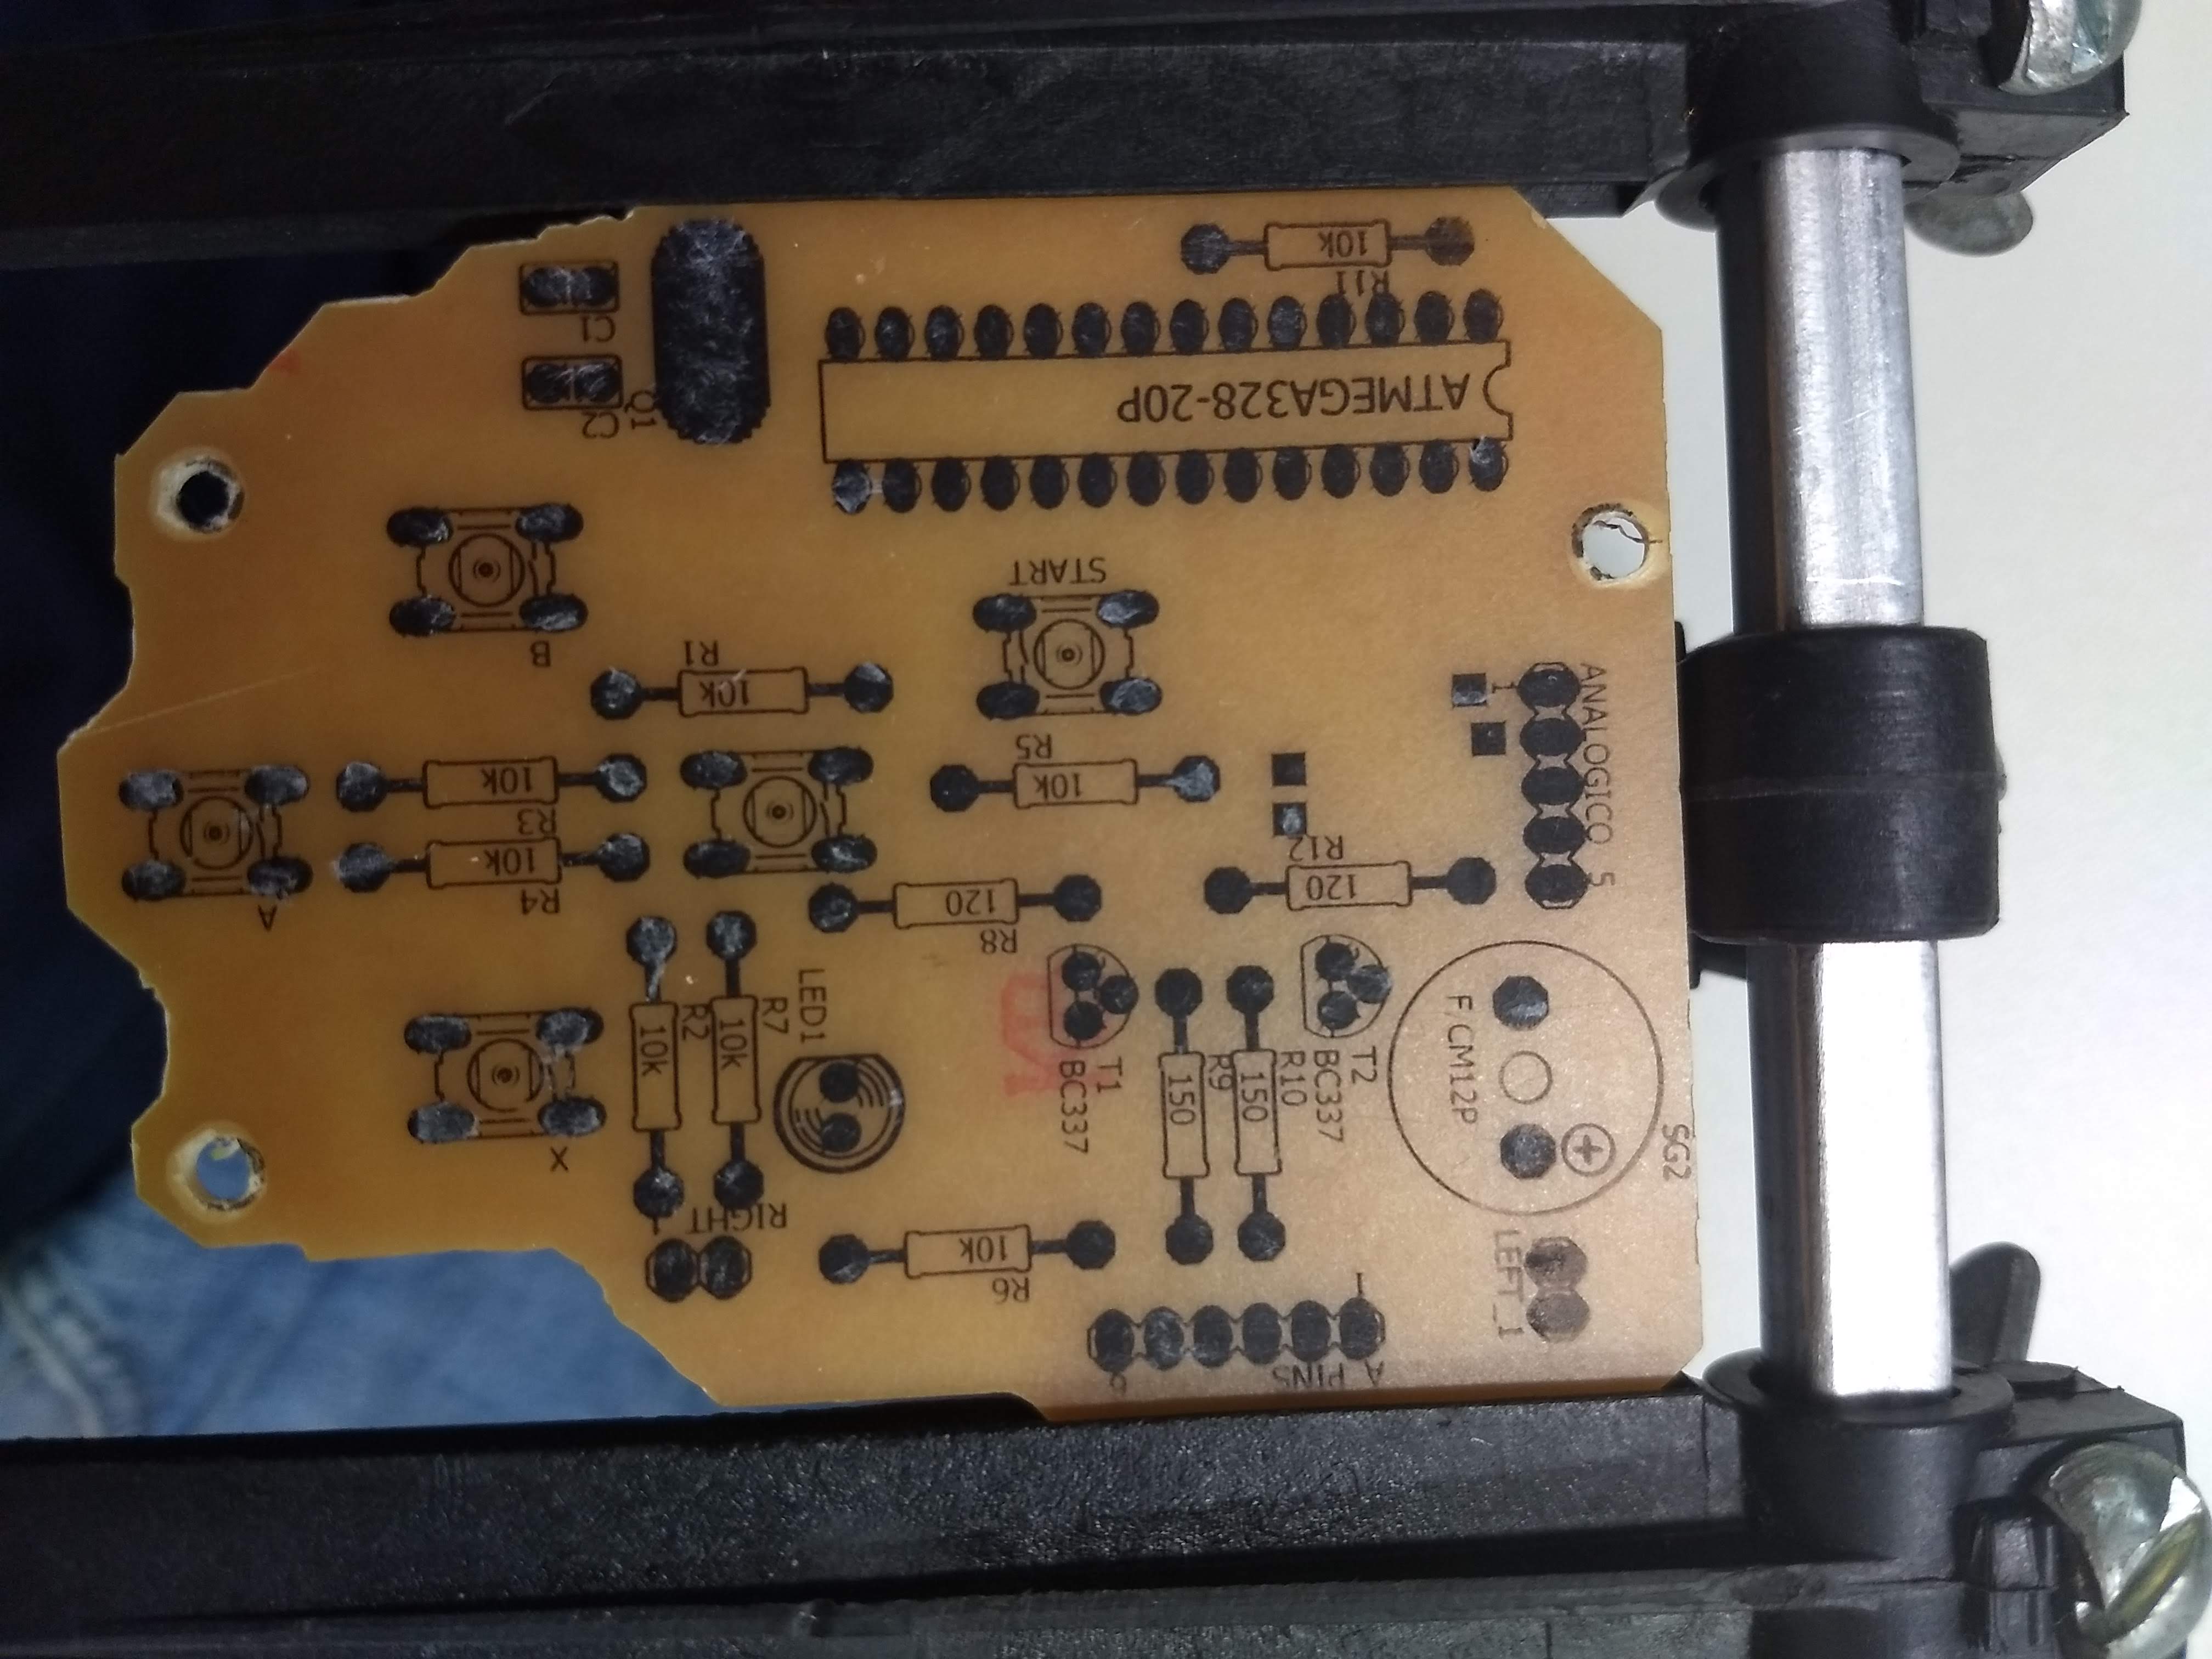 10k
R11
C1
ATMEGA328-20P
C2
Q1
START
B
R1
10k
1
ANALOGICO
5
R5
10k
10k
R3
10k
R4
A
R12
120
120
R8
LED1
R2
10k
R7
10k
T1
BC337
R9
150
R10
150
T2
BC337
F/CM12P
+
SG2
X
1
RIGHT
10k
R6
LEFT_1
1
A PINS
6